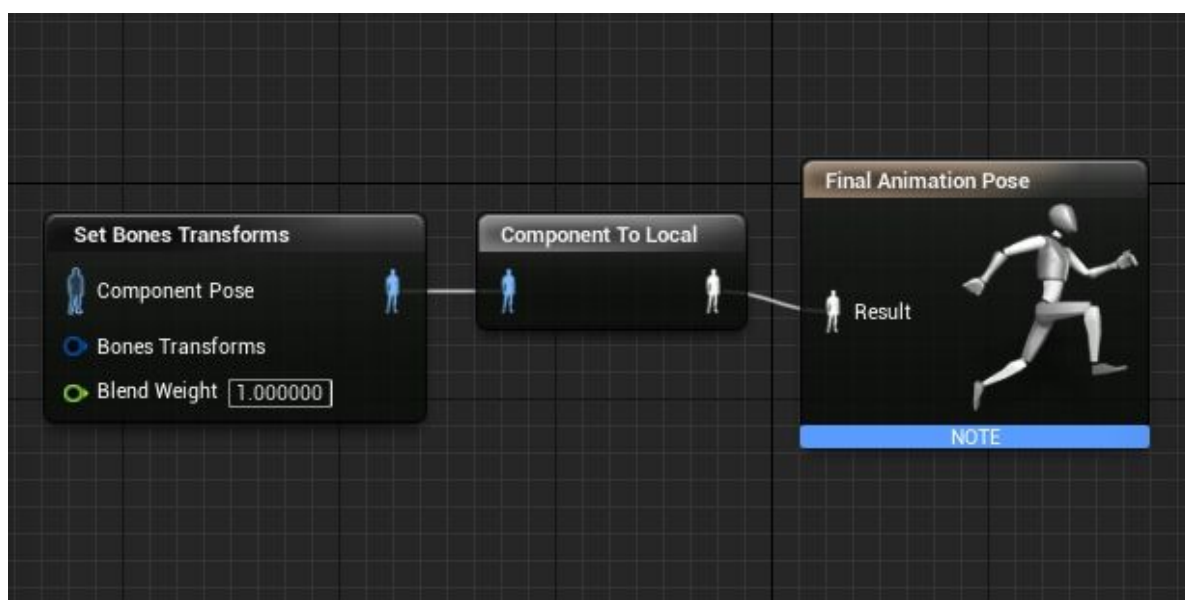 Set Bones Transforms
Component Pose
Bones Transforms
Blend Weight 1.000000
Component To Local
Final Animation Pose
Result
NOTE